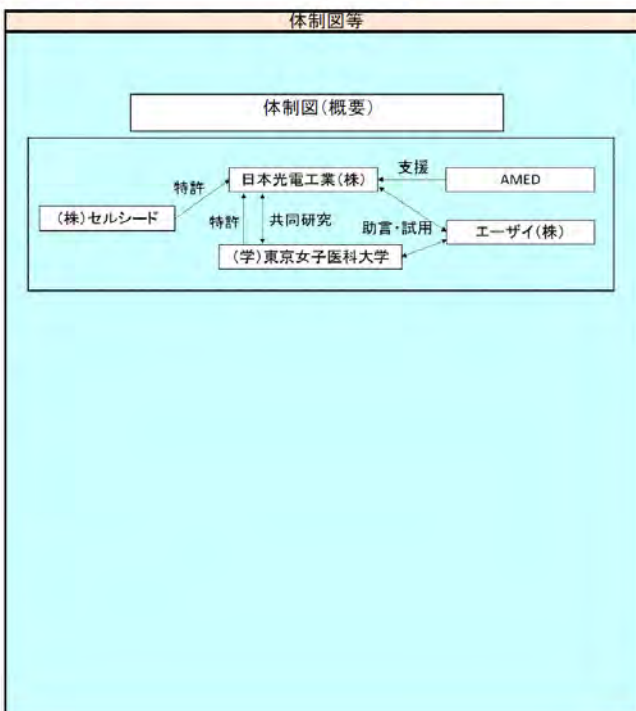 体制図等
体制図(概要)
日本光電工業(株)
支援
AMED
特許
(株)セルシード
特許
共同研究
助言・試用
エーザイ(株)
(学)東京女子医科大学